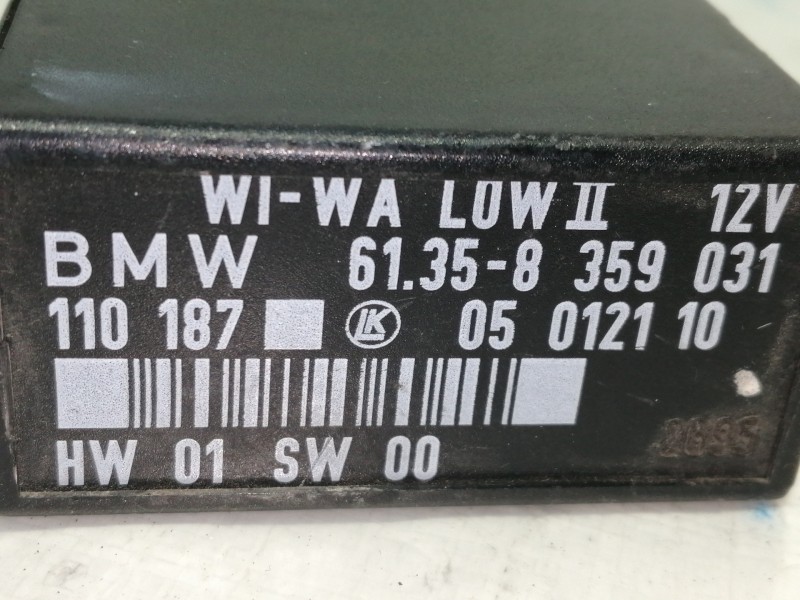 WI-WA LOW II 12V
BMW 61.35-8 359 031
110 187 LK 05 0121 10
HW 01 SW 00